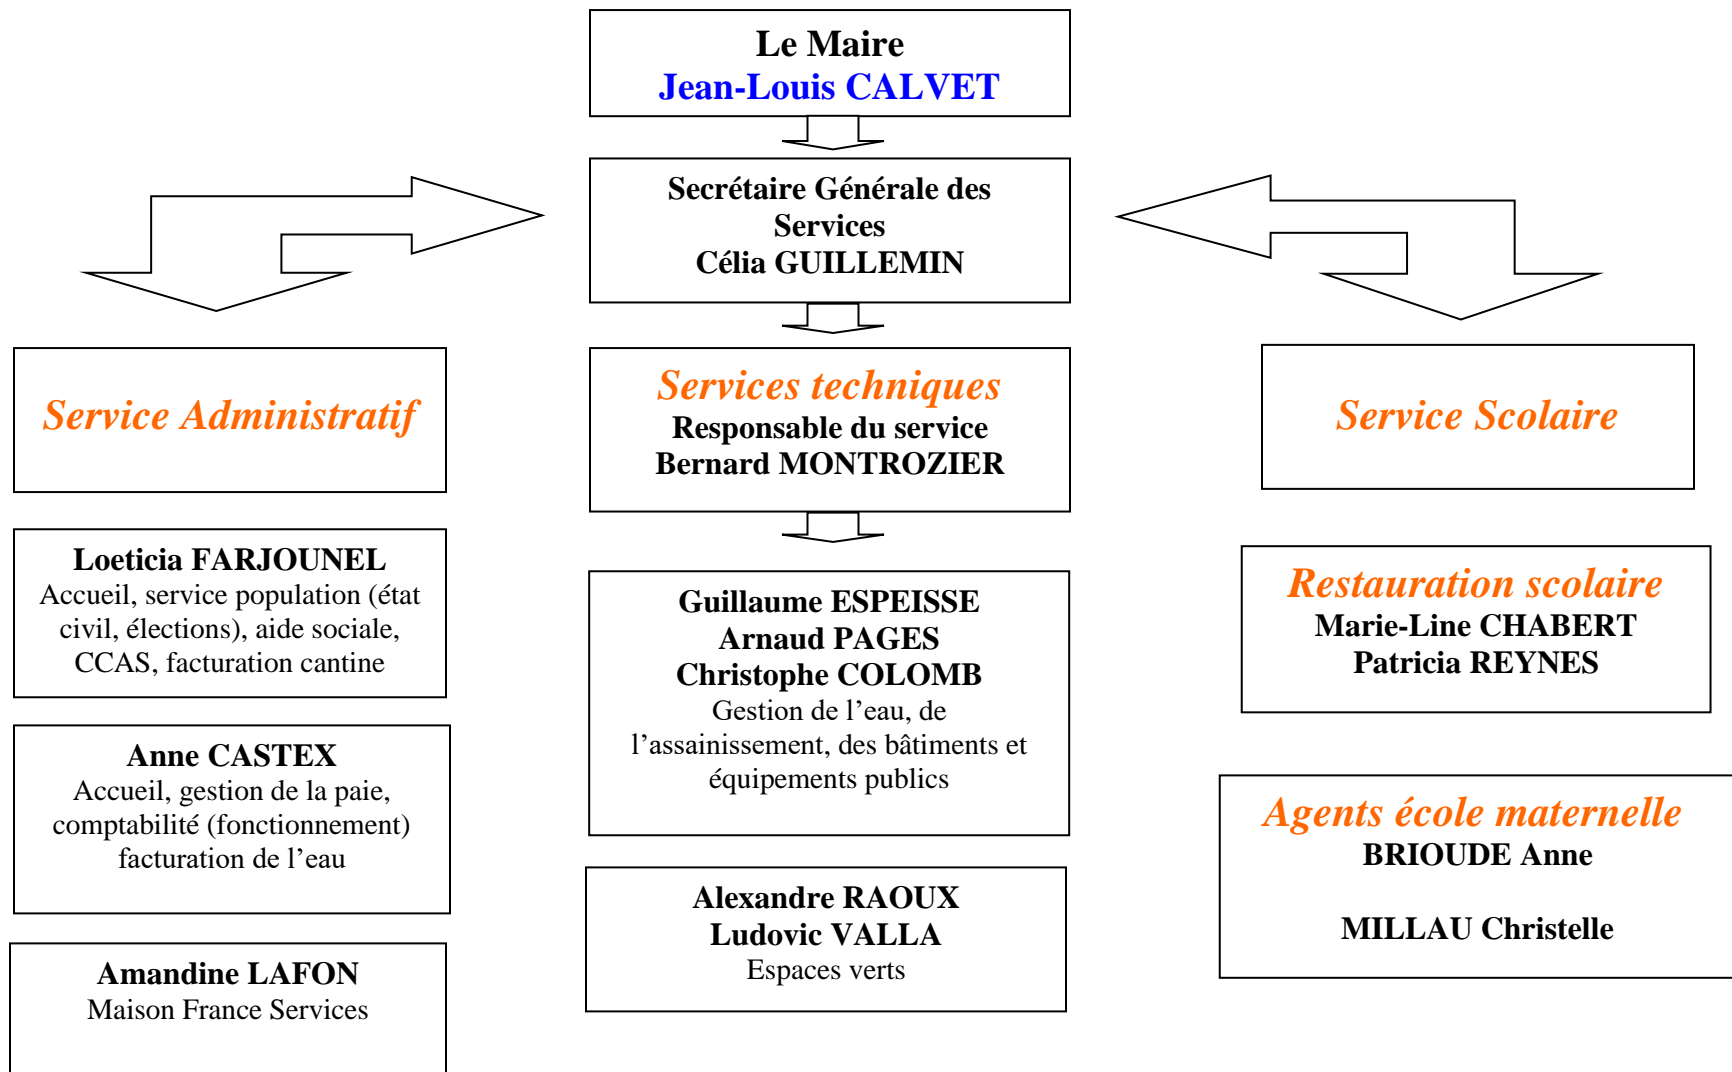 Le Maire
Jean-Louis CALVET
Secrétaire Générale des
Services
Célia GUILLEMIN
Service Administratif
Loeticia FARJOUNEL
Accueil, service population (état
civil, élections), aide sociale,
CCAS, facturation cantine
Anne CASTEX
Accueil, gestion de la paie,
comptabilité (fonctionnement)
facturation de l’eau
Amandine LAFON
Maison France Services
Services techniques
Responsable du service
Bernard MONTROZIER
Guillaume ESPEISSE
Arnaud PAGES
Christophe COLOMB
Gestion de l’eau, de
l’assainissement, des bâtiments et
équipements publics
Alexandre RAOUX
Ludovic VALLA
Espaces verts
Service Scolaire
Restauration scolaire
Marie-Line CHABERT
Patricia REYNES
Agents école maternelle
BRIOUDE Anne
MILLAU Christelle